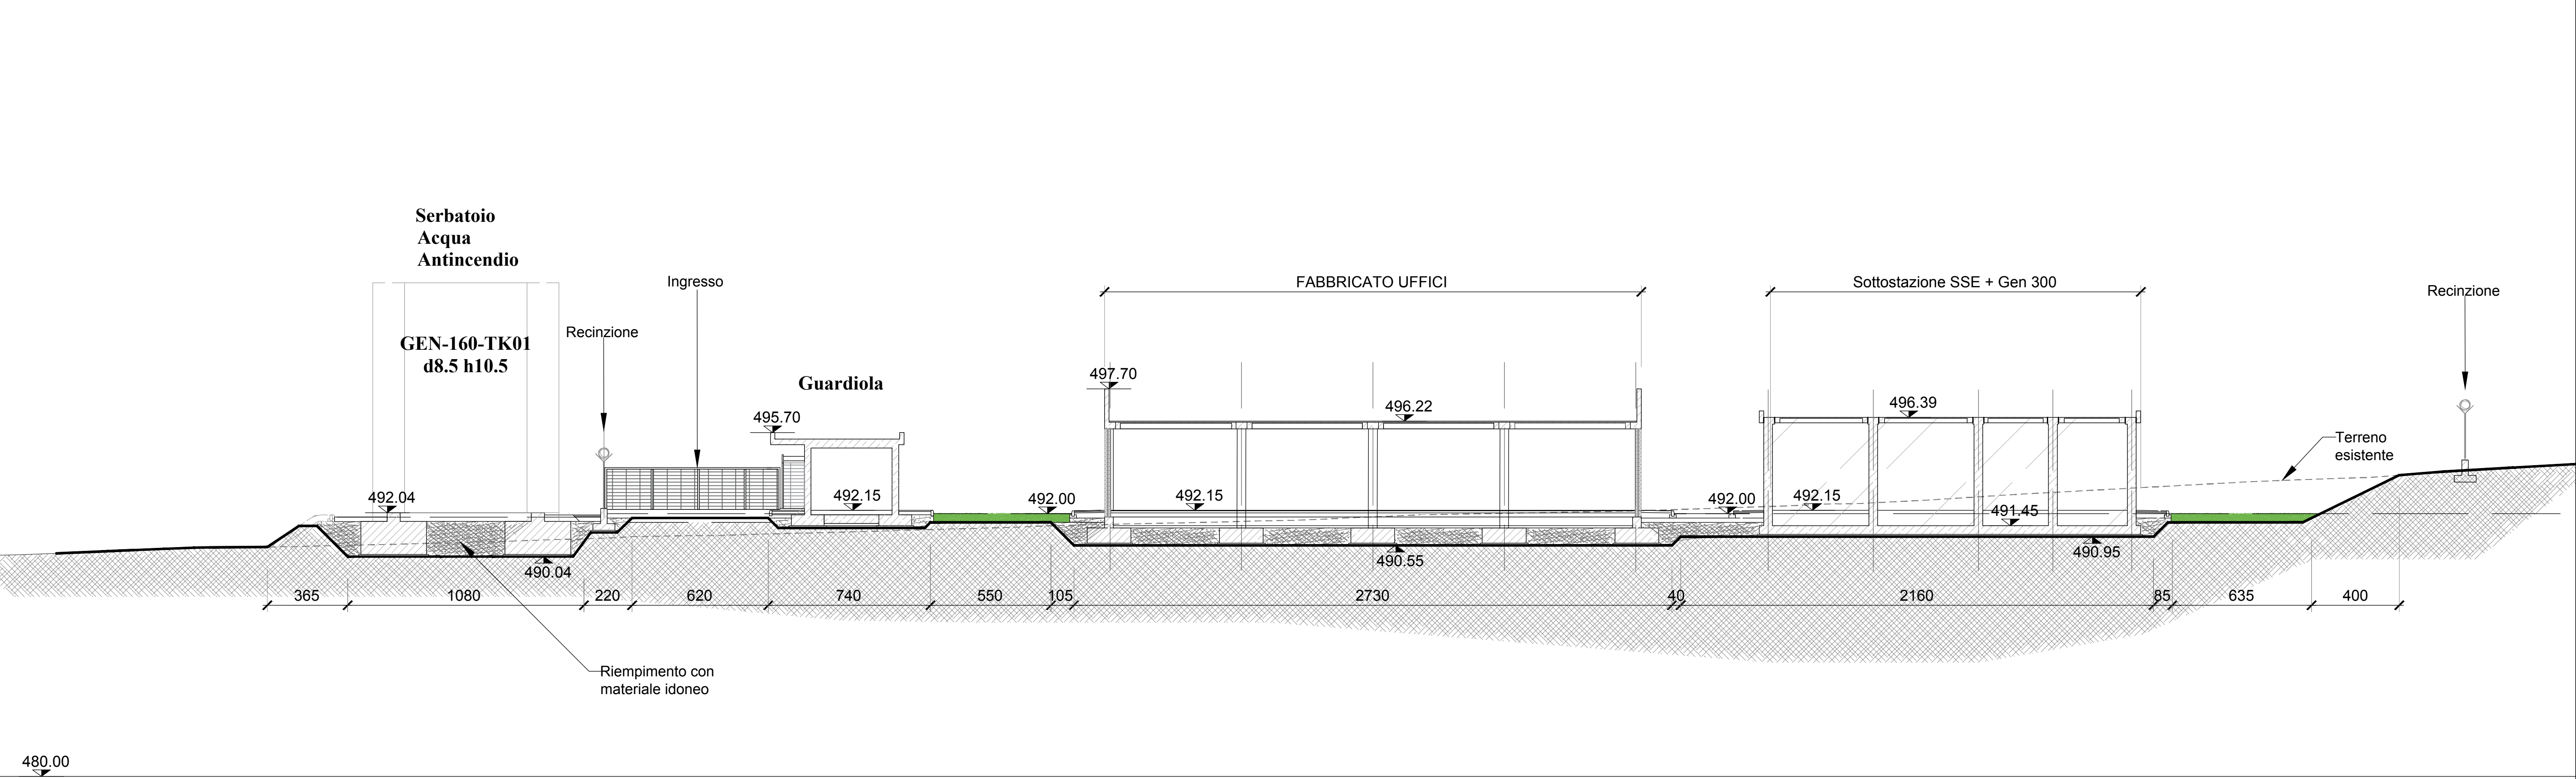 Serbatoio
Acqua
Antincendio
GEN-160-TK01
d8.5 h10.5
Ingresso
Recinzione
Guardiola
FABBRICATO UFFICI
Sottostazione SSE + Gen 300
Recinzione
Terreno
esistente
497.70
495.70
496.22
496.39
492.04
492.15
492.00
492.15
492.00
492.15
491.45
490.04
490.55
490.95
365
1080
220
620
740
550
105
2730
40
2160
85
635
400
Riempimento con
materiale idoneo
480.00